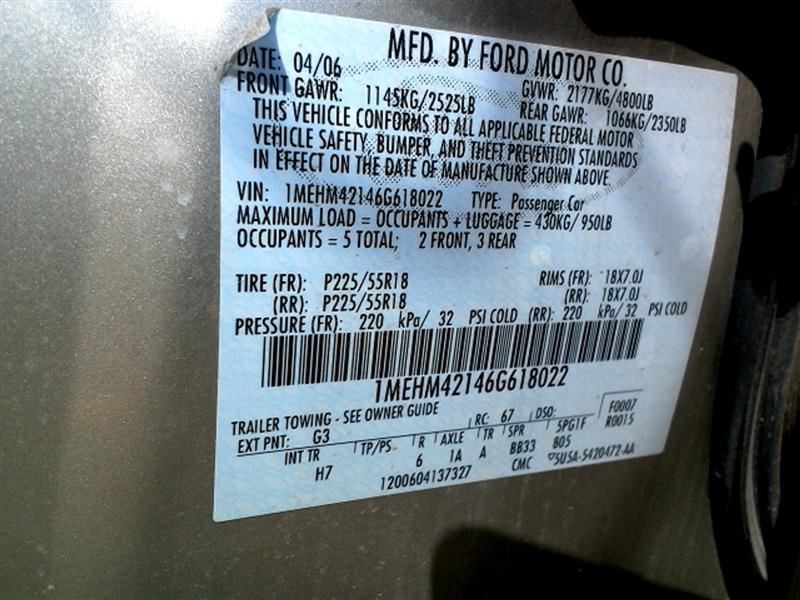 MFD. BY FORD MOTOR CO.
DATE: 04/06 GVWR: 2177KG/4800LB
FRONT GAWR: 1145KG/2525LB REAR GAWR: 1066KG/2350LB
THIS VEHICLE CONFORMS TO ALL APPLICABLE FEDERAL MOTOR
VEHICLE SAFETY, BUMPER, AND THEFT PREVENTION STANDARDS
IN EFFECT ON THE DATE OF MANUFACTURE SHOWN ABOVE
VIN: 1MEHM42146G618022 TYPE: Passenger Car
MAXIMUM LOAD = OCCUPANTS + LUGGAGE = 430KG/ 950LB
OCCUPANTS = 5 TOTAL; 2 FRONT, 3 REAR
TIRE (FR): P225/55R18 RIMS (FR): 18X7.0J
(RR): P225/55R18 (RR): 18X7.0J
PRESSURE (FR): 220 kPa/ 32 PSI COLD (RR): 220 kPa/ 32 PSI COLD
1MEHM42146G618022
TRAILER TOWING - SEE OWNER GUIDE
EXT PNT: G3 RC: 67 DSO: F0007
R0015
INT TR TP/PS R AXLE TR SPR 5PG1F
H7 6 1A A BB33 B05
1200604137327 CMC 5U5A-5420472-AA